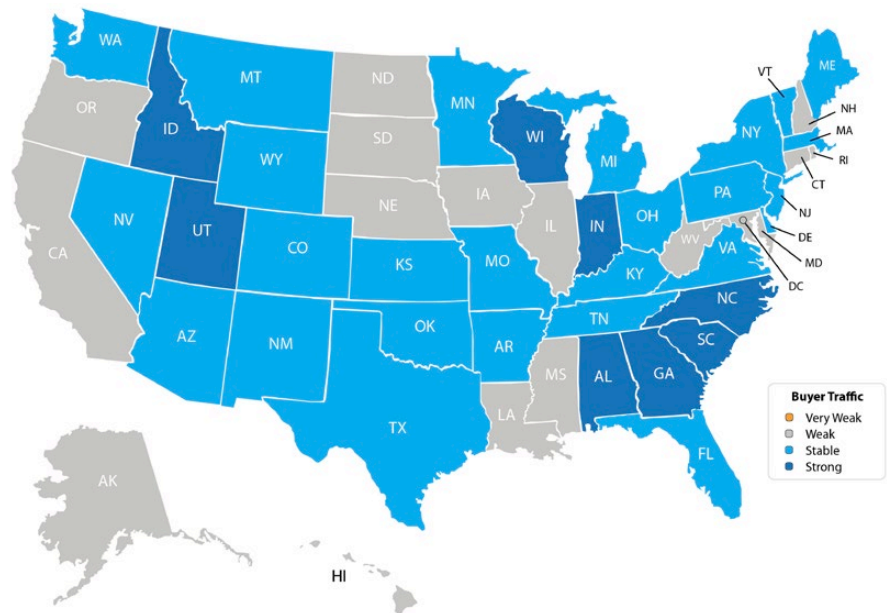 WA
MT
ND
MN
ME
VT
NH
OR
ID
SD
WI
NY
MA
WY
MI
RI
CT
IA
PA
NE
NJ
NV
IL
IN
OH
DE
UT
WV
MD
CA
CO
VA
DC
KS
MO
KY
NC
OK
TN
AZ
NM
AR
SC
MS
AL
GA
TX
LA
FL
AK
HI
Buyer Traffic
Very Weak
Weak
Stable
Strong